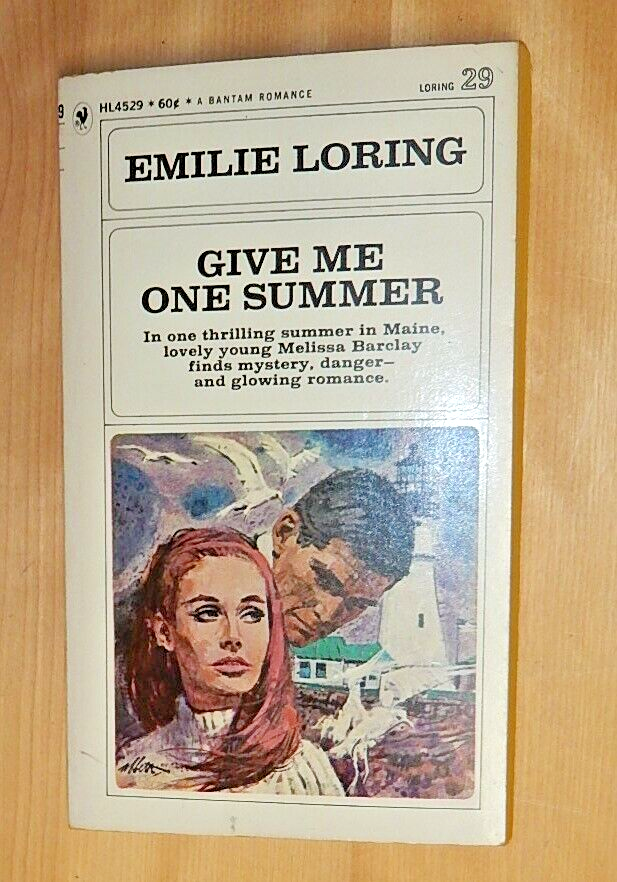 9
HL4529 * 60¢ * A BANTAM ROMANCE
LORING 29
EMILIE LORING
GIVE ME
ONE SUMMER
In one thrilling summer in Maine,
lovely young Melissa Barclay
finds mystery, danger—
and glowing romance.